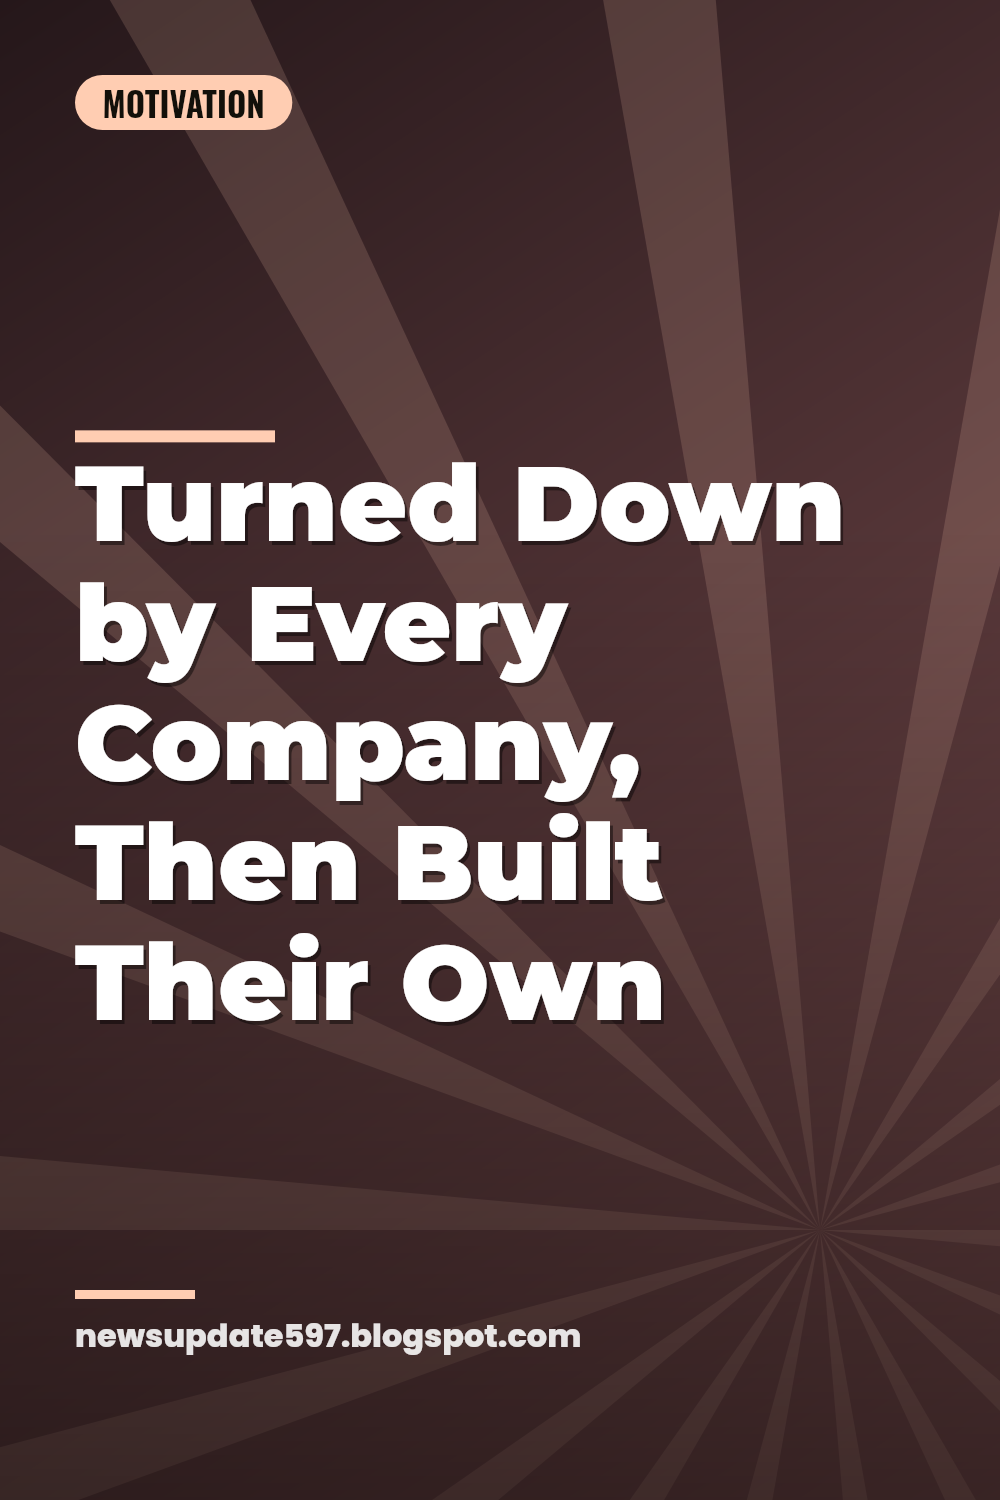 MOTIVATION
Turned Down
by Every
Company,
Then Built
Their Own
newsupdate597.blogspot.com